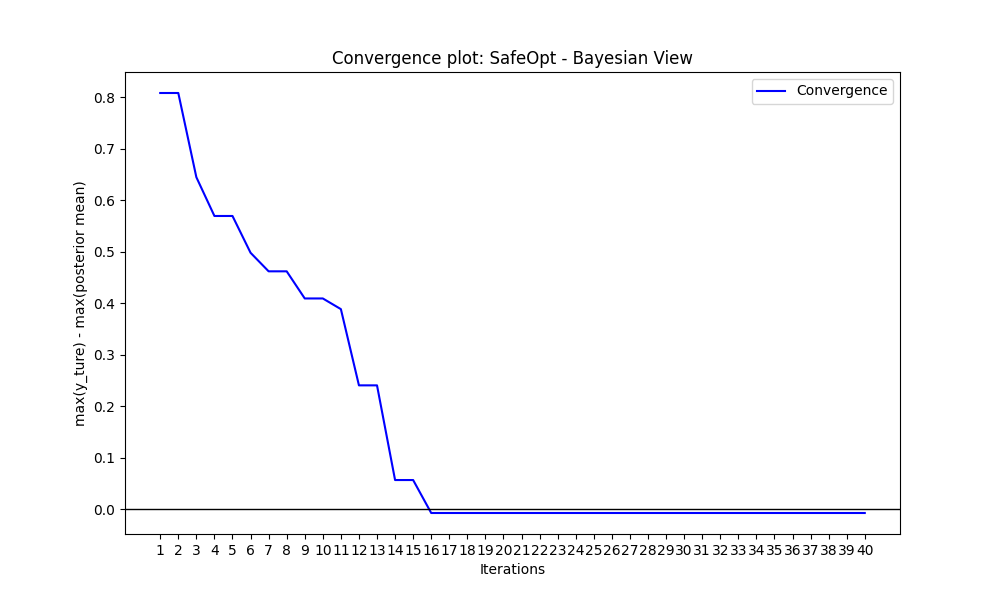 Convergence plot: SafeOpt - Bayesian View
Convergence
max(y_ture) - max(posterior mean)
0.8
0.7
0.6
0.5
0.4
0.3
0.2
0.1
0.0
1 2 3 4 5 6 7 8 9 10 11 12 13 14 15 16 17 18 19 20 21 22 23 24 25 26 27 28 29 30 31 32 33 34 35 36 37 38 39 40
Iterations